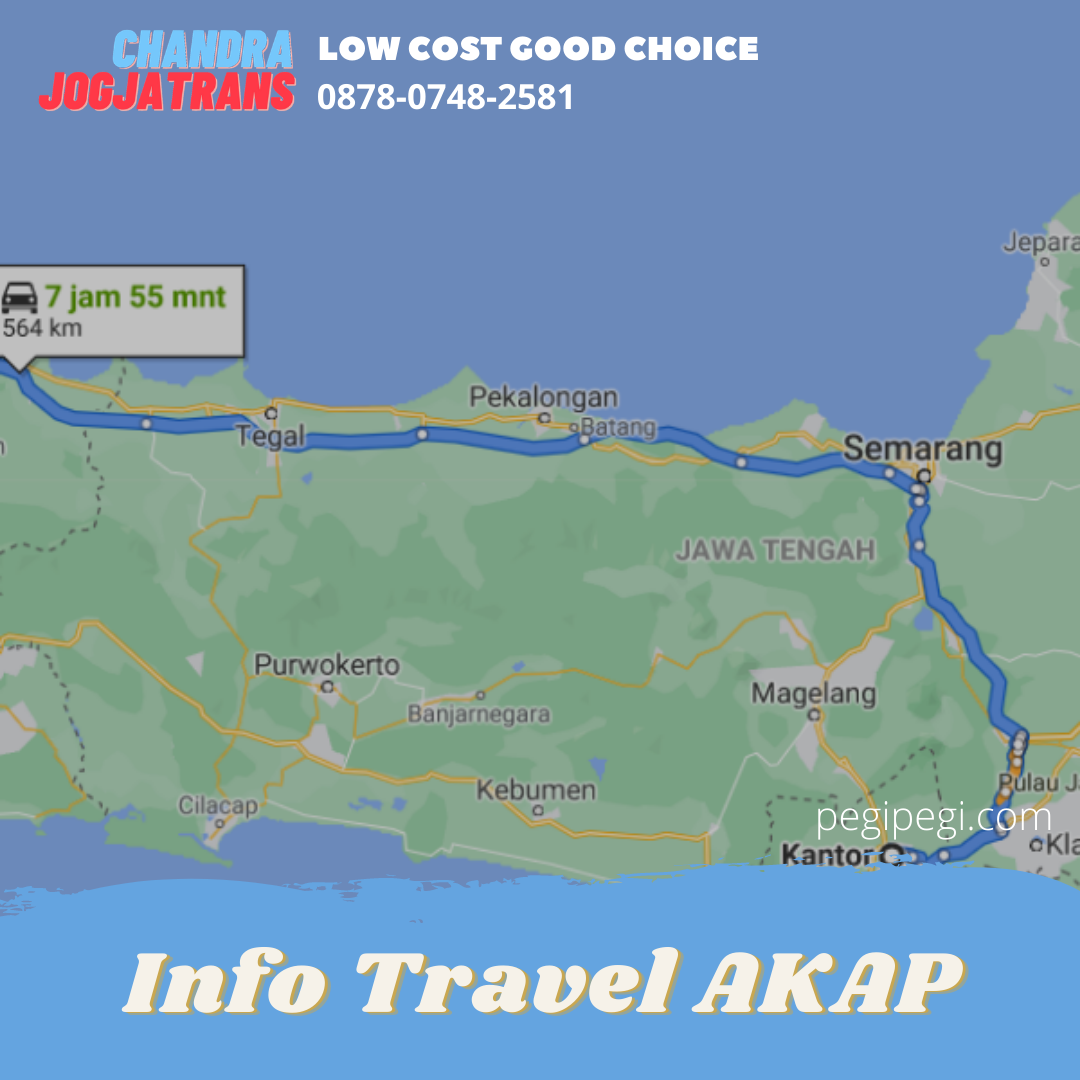 CHANDRA
JOGJATRANS
LOW COST GOOD CHOICE
0878-0748-2581
Jepara
7 jam 55 mnt
564 km
Pekalongan
Batang
Tegal
Semarang
JAWA TENGAH
Purwokerto
Magelang
Banjarnegara
Pulau J
Kebumen
Cilacap
pegipegi.com
Kantor
Kla
Info Travel AKAP